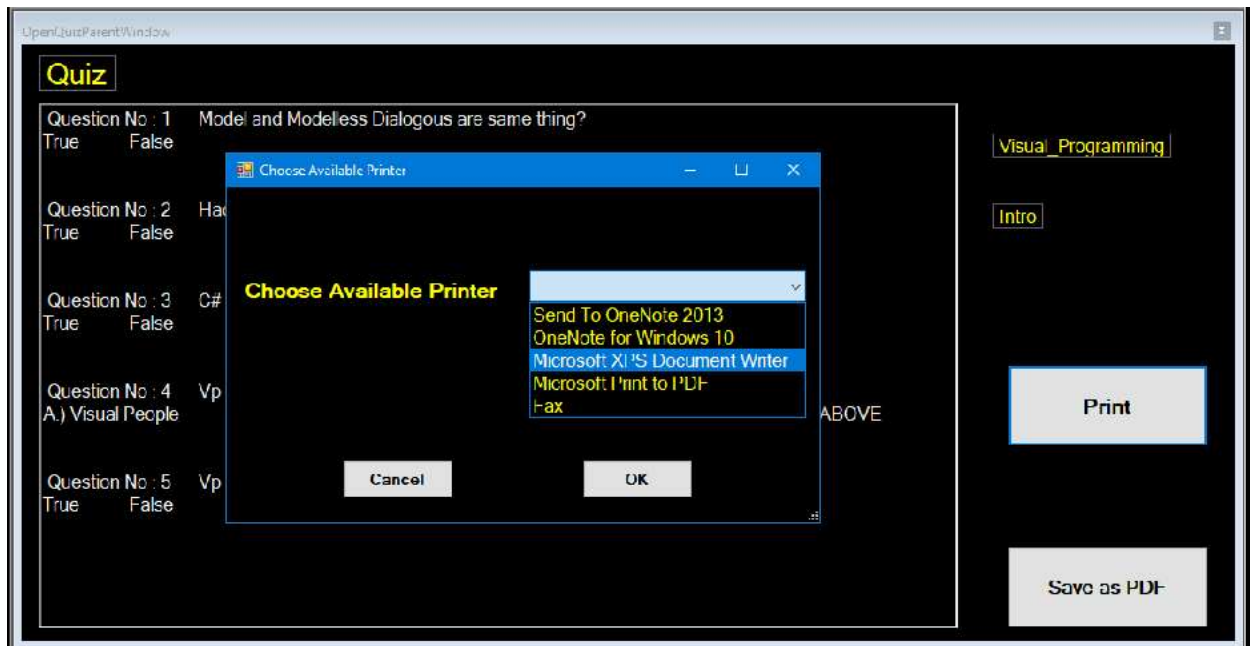 OpenQuizParentWindow
Quiz
Question No : 1 Model and Modelless Dialogous are same thing?
True False
Visual_Programming
Choose Available Printer
Question No : 2
True False
Intro
Choose Available Printer
Question No : 3 C#
True False
Send To OneNote 2013
OneNote for Windows 10
Microsoft XPS Document Writer
Microsoft Print to PDF
Fax
Question No : 4 Vp
A.) Visual People ABOVE
Print
Question No : 5 Vp
True False
Cancel OK
Save as PDF